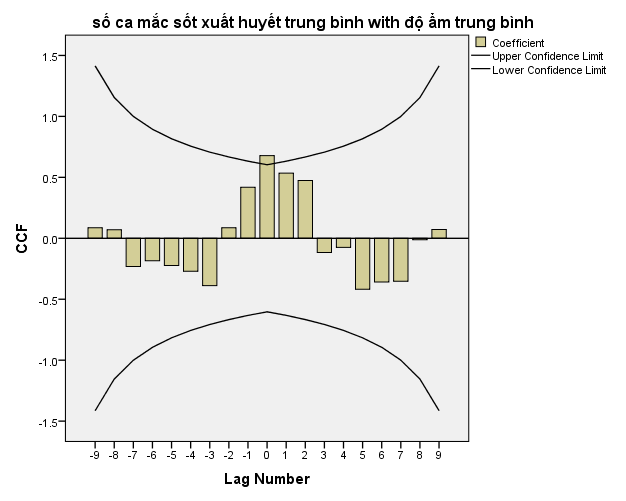 số ca mắc sốt xuất huyết trung bình with độ ẩm trung bình
Coefficient
Upper Confidence Limit
Lower Confidence Limit
1.5
1.0
0.5
0.0
-0.5
-1.0
-1.5
CCF
-9 -8 -7 -6 -5 -4 -3 -2 -1 0 1 2 3 4 5 6 7 8 9
Lag Number